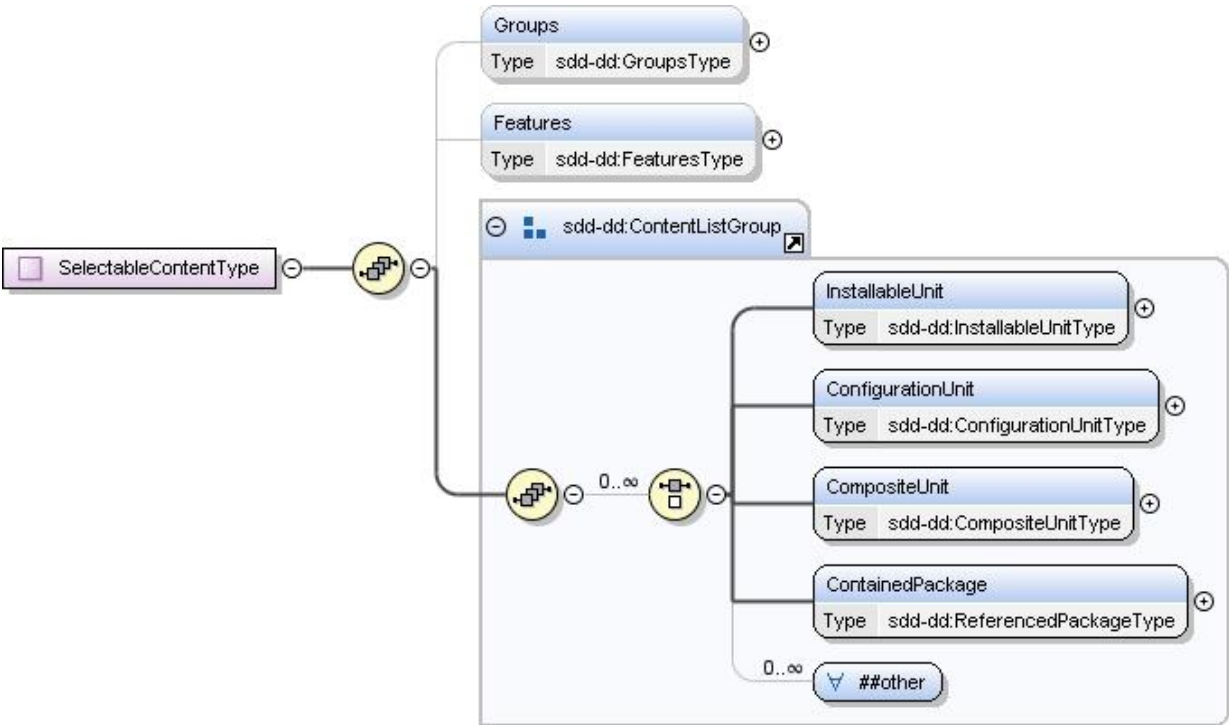 Groups
Type sdd-dd:GroupsType
Features
Type sdd-dd:FeaturesType
sdd-dd:ContentListGroup
SelectableContentType
InstallableUnit
Type sdd-dd:InstallableUnitType
ConfigurationUnit
Type sdd-dd:ConfigurationUnitType
0..∞
CompositeUnit
Type sdd-dd:CompositeUnitType
ContainedPackage
Type sdd-dd:ReferencedPackageType
0..∞
∀ ##other